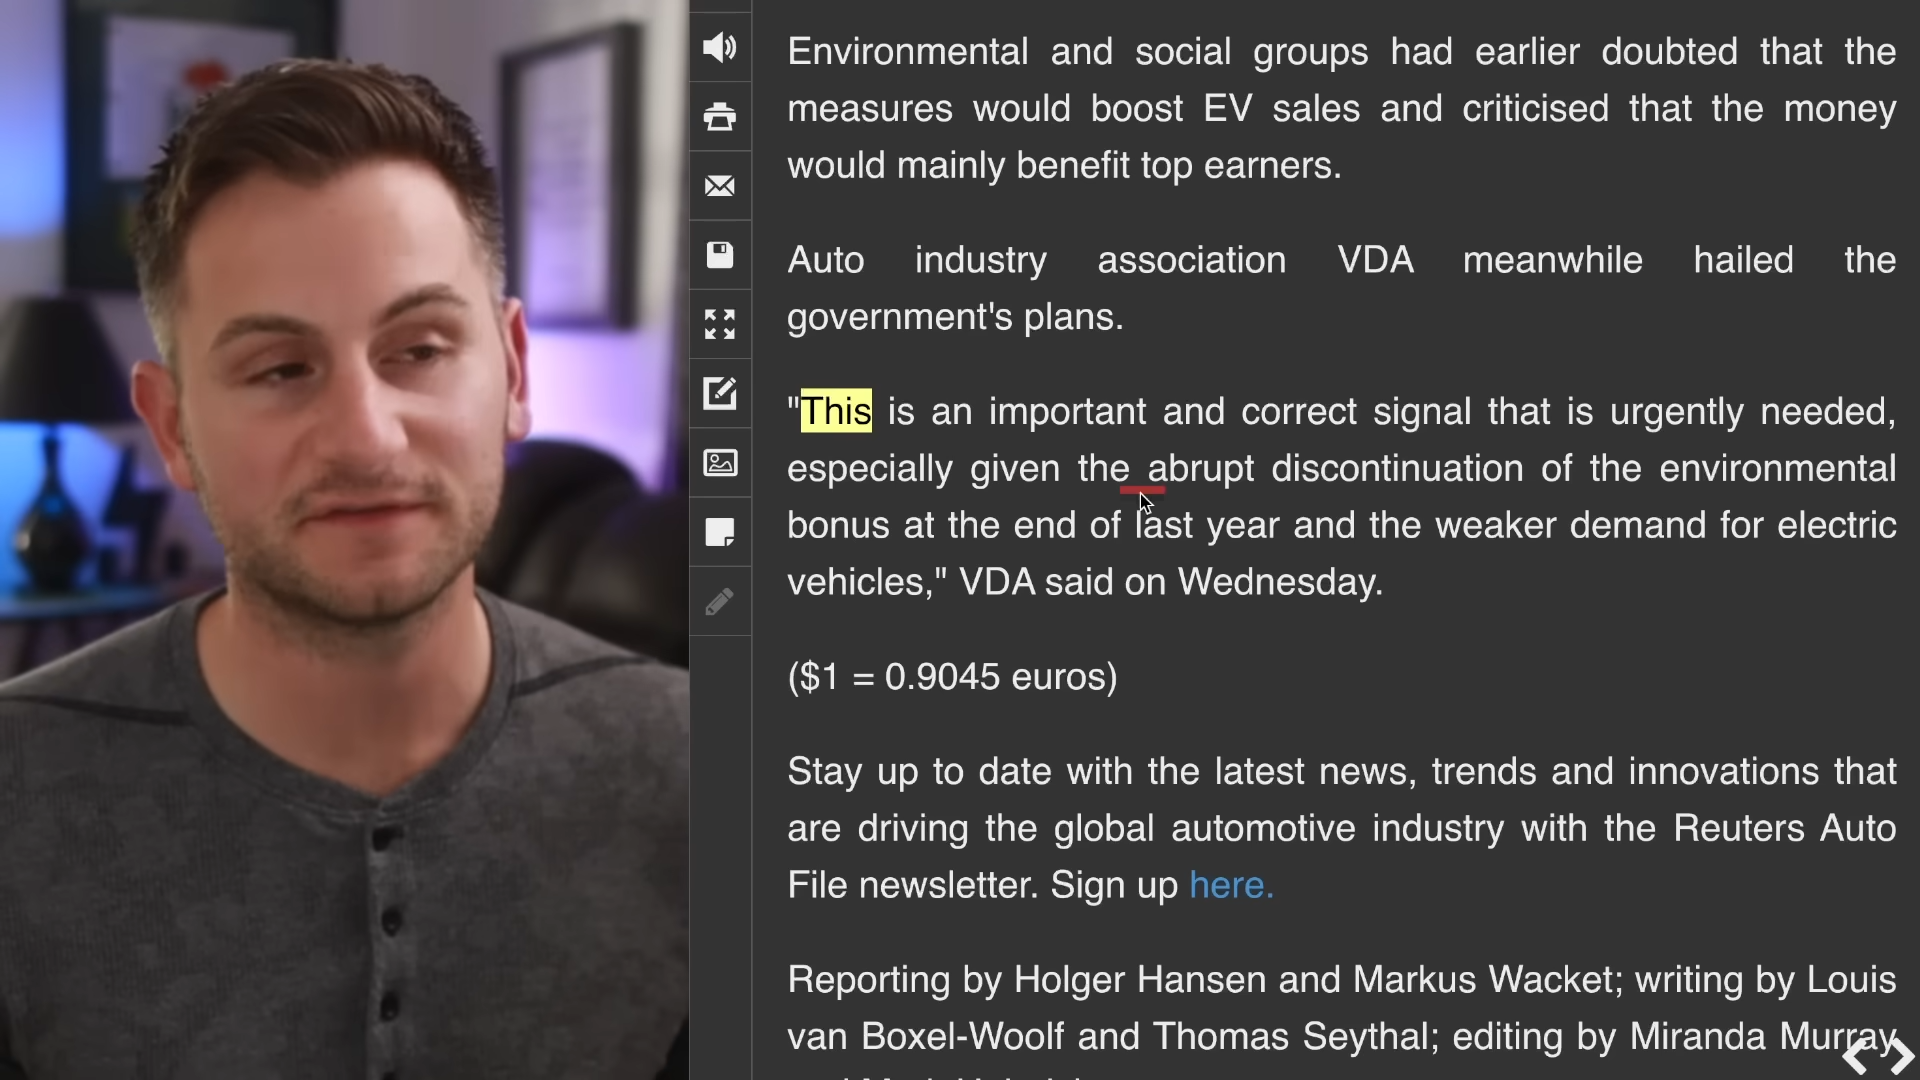 Environmental and social groups had earlier doubted that the
measures would boost EV sales and criticised that the money
would mainly benefit top earners.
Auto industry association VDA meanwhile hailed the
government's plans.
"This is an important and correct signal that is urgently needed,
especially given the abrupt discontinuation of the environmental
bonus at the end of last year and the weaker demand for electric
vehicles," VDA said on Wednesday.
($1 = 0.9045 euros)
Stay up to date with the latest news, trends and innovations that
are driving the global automotive industry with the Reuters Auto
File newsletter. Sign up here.
Reporting by Holger Hansen and Markus Wacket; writing by Louis
van Boxel-Woolf and Thomas Seythal; editing by Miranda Murray